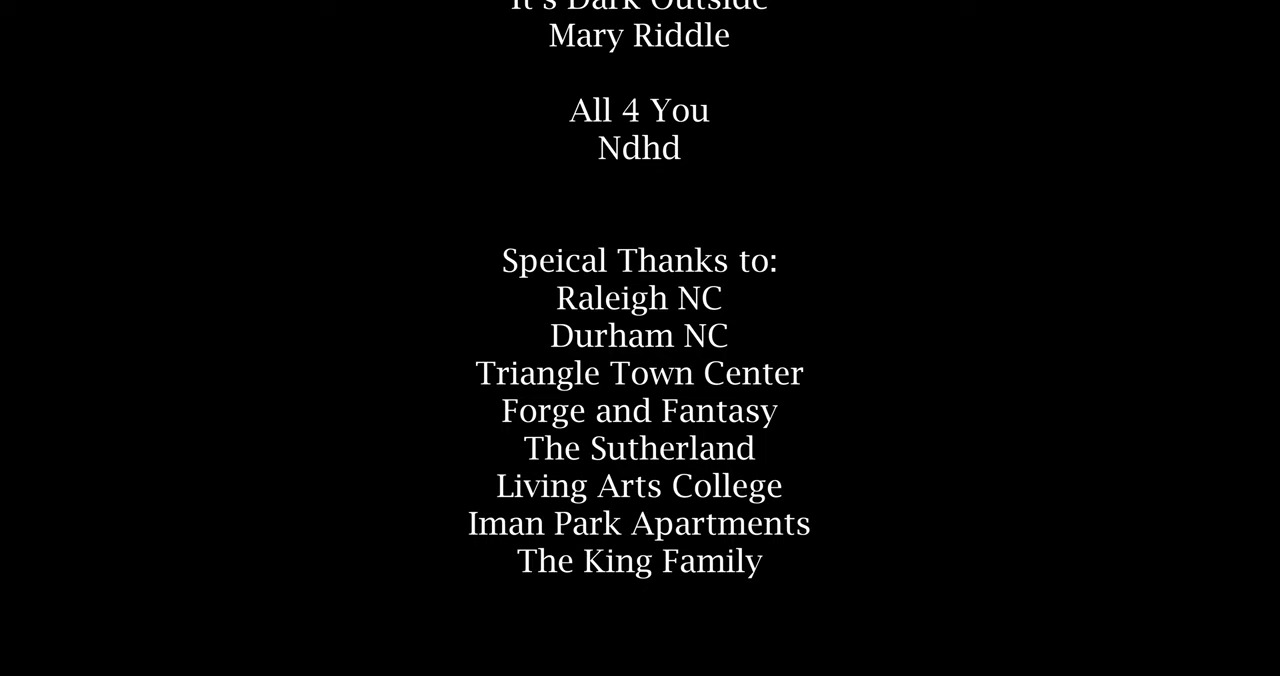 It's Dark Outside
Mary Riddle
All 4 You
Ndhd
Speical Thanks to:
Raleigh NC
Durham NC
Triangle Town Center
Forge and Fantasy
The Sutherland
Living Arts College
Iman Park Apartments
The King Family